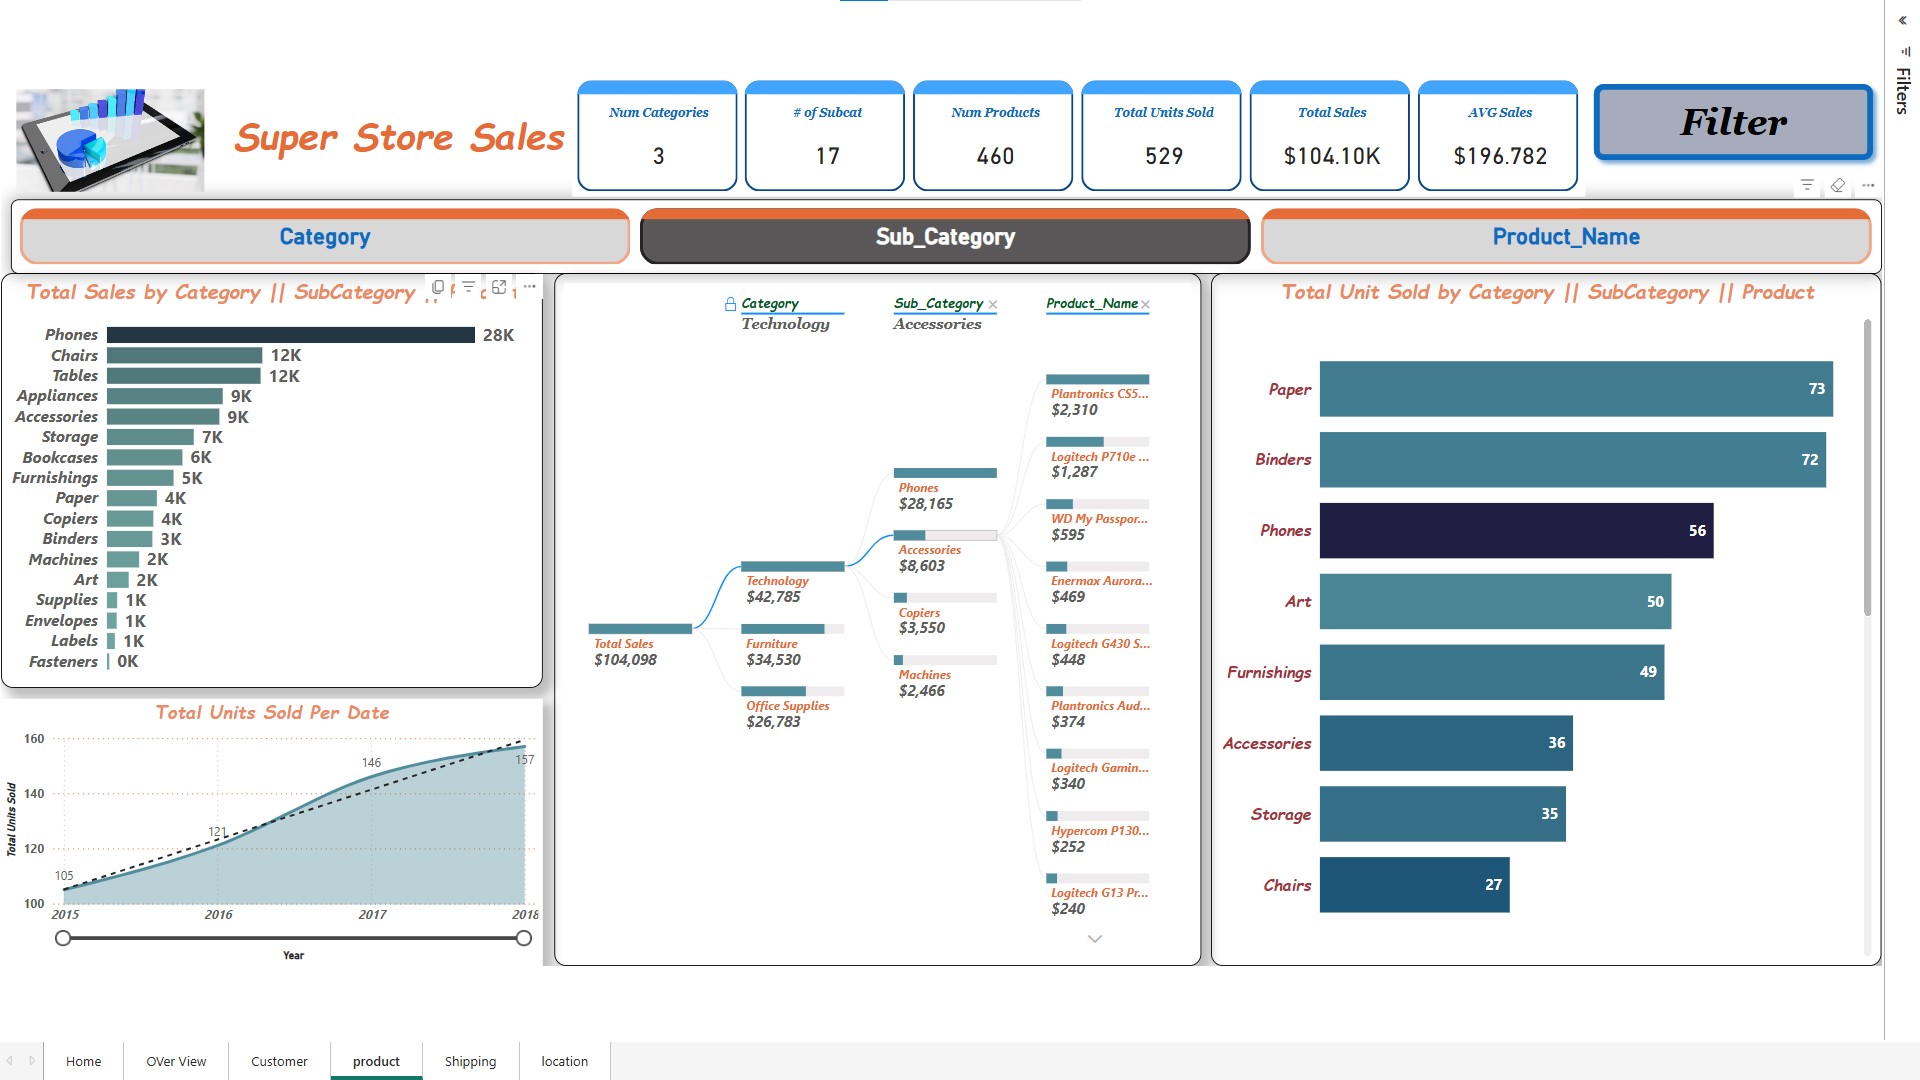 Super Store Sales
Num Categories
3
# of Subcat
17
Num Products
460
Total Units Sold
529
Total Sales
$104.10K
AVG Sales
$196.782
Filter
Filters
Category
Sub_Category
Product_Name
Total Sales by Category || SubCategory
Phones 28K
Chairs 12K
Tables 12K
Appliances 9K
Accessories 9K
Storage 7K
Bookcases 6K
Furnishings 5K
Paper 4K
Copiers 4K
Binders 3K
Machines 2K
Art 2K
Supplies 1K
Envelopes 1K
Labels 1K
Fasteners 0K
Total Units Sold Per Date
Total Units Sold
160
140
120
100
105
121
146
157
2015 2016 2017 2018
Year
Category
Technology
Sub_Category
Accessories
Product_Name
Total Sales
$104,098
Technology
$42,785
Furniture
$34,530
Office Supplies
$26,783
Phones
$28,165
Accessories
$8,603
Copiers
$3,550
Machines
$2,466
Plantronics CS5...
$2,310
Logitech P710e ...
$1,287
WD My Passpor...
$595
Enermax Aurora...
$469
Logitech G430 S...
$448
Plantronics Aud...
$374
Logitech Gamin...
$340
Hypercom P130...
$252
Logitech G13 Pr...
$240
Total Unit Sold by Category || SubCategory || Product
Paper 73
Binders 72
Phones 56
Art 50
Furnishings 49
Accessories 36
Storage 35
Chairs 27
Home
OVer View
Customer
product
Shipping
location